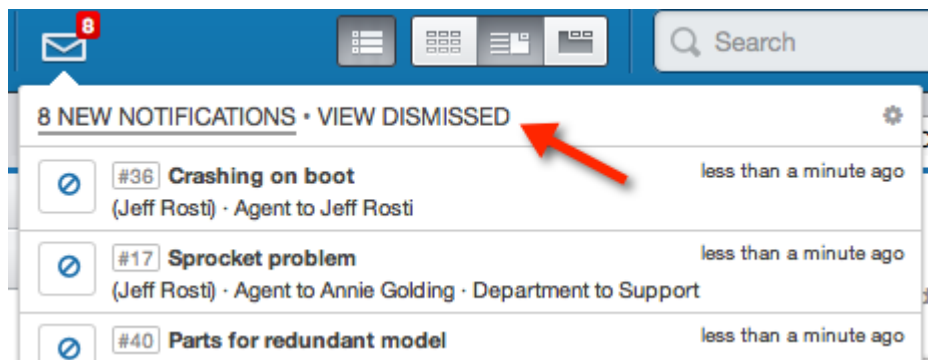 8
Search
8 NEW NOTIFICATIONS • VIEW DISMISSED
#36 Crashing on boot less than a minute ago
(Jeff Rosti) · Agent to Jeff Rosti
#17 Sprocket problem less than a minute ago
(Jeff Rosti) · Agent to Annie Golding · Department to Support
#40 Parts for redundant model less than a minute ago